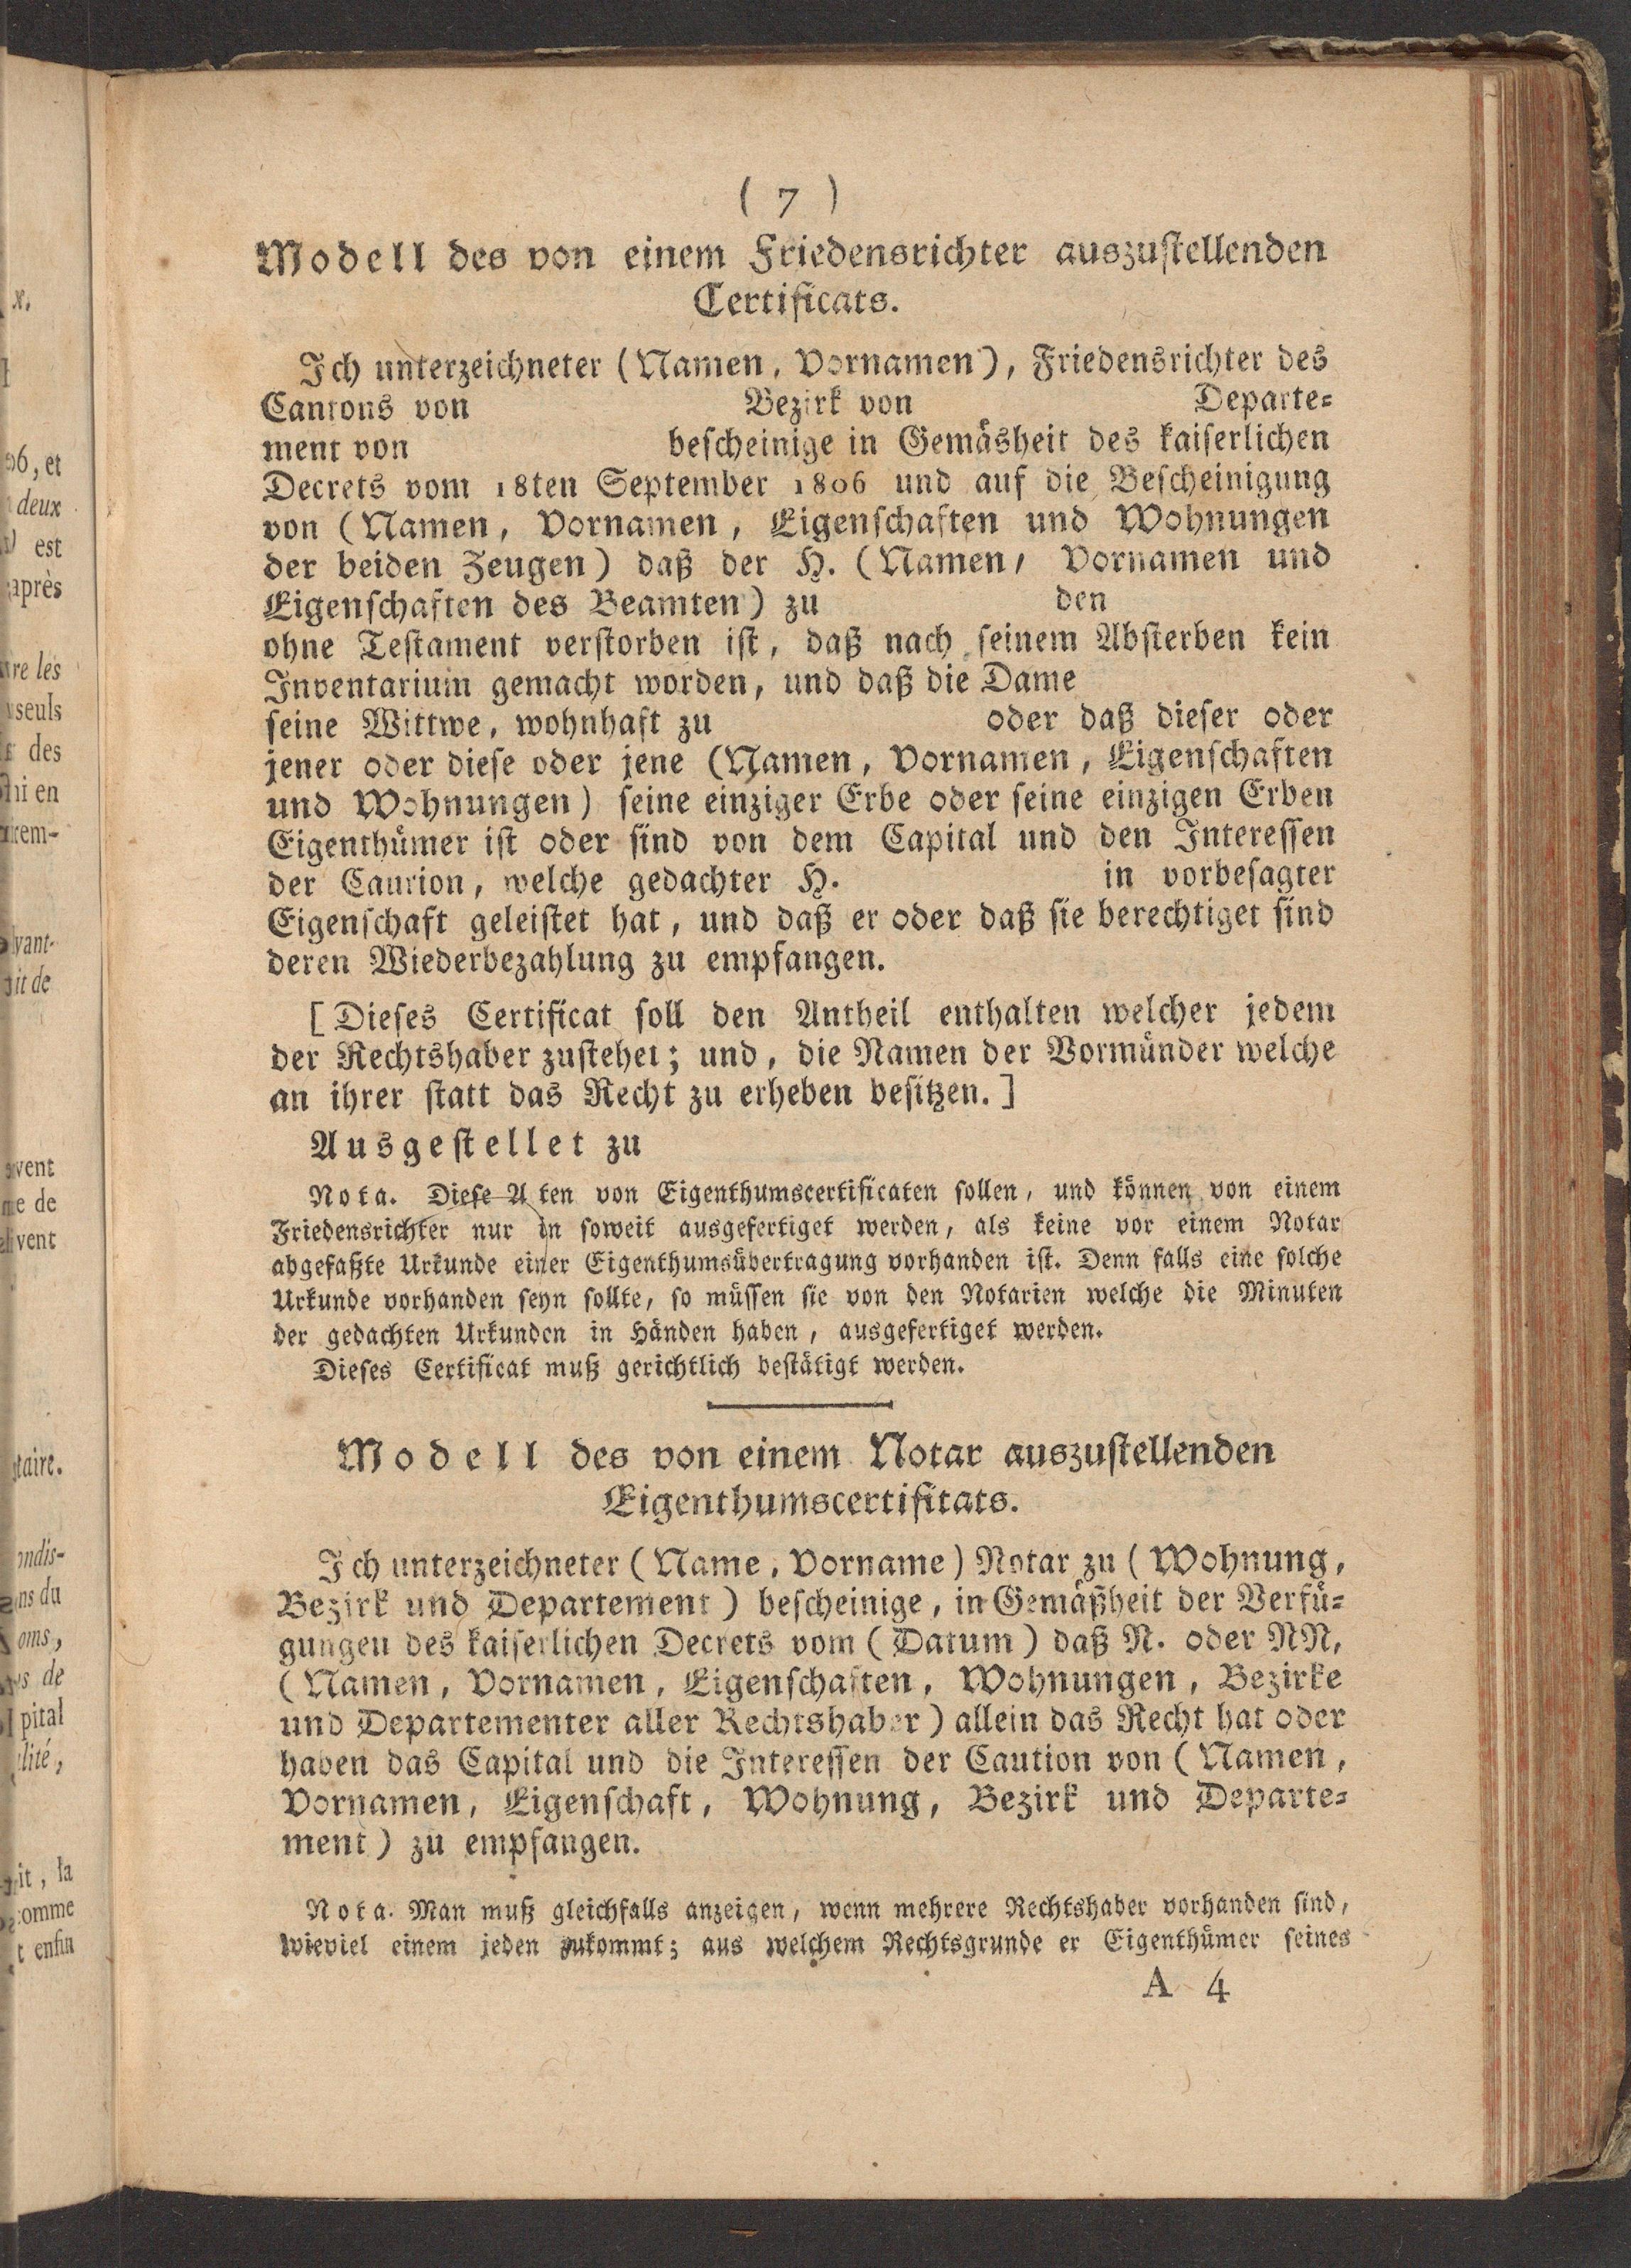 ( 7 )
Modell des von einem Friedensrichter auszustellenden
Certificats.
Ich unterzeichneter (Namen, Vornamen), Friedensrichter des
Cantons von Bezirk von Departe-
ment von bescheinige in Gemäsheit des kaiserlichen
Decrets vom 18ten September 1806 und auf die Bescheinigung
von (Namen, Vornamen, Eigenschaften und Wohnungen
der beiden Zeugen) daß der H. (Namen, Vornamen und
Eigenschaften des Beamten) zu den
ohne Testament verstorben ist, daß nach seinem Absterben kein
Inventarium gemacht worden, und daß die Dame
seine Wittwe, wohnhaft zu oder daß dieser oder
jener oder diese oder jene (Namen, Vornamen, Eigenschaften
und Wohnungen) seine einziger Erbe oder seine einzigen Erben
Eigenthümer ist oder sind von dem Capital und den Interessen
der Caution, welche gedachter H. in vorbesagter
Eigenschaft geleistet hat, und daß er oder daß sie berechtiget sind
deren Wiederbezahlung zu empfangen.
[Dieses Certificat soll den Antheil enthalten welcher jedem
der Rechtshaber zustehet; und, die Namen der Vormünder welche
an ihrer statt das Recht zu erheben besitzen.]
Ausgestellet zu
Nota. Diese A ten von Eigenthumscertificaten sollen, und können von einem
Friedensrichter nur in soweit ausgefertiget werden, als keine vor einem Notar
abgefaßte Urkunde einer Eigenthumsübertragung vorhanden ist. Denn falls eine solche
Urkunde vorhanden seyn sollte, so müssen sie von den Notarien welche die Minuten
der gedachten Urkunden in Händen haben, ausgefertiget werden.
Dieses Certificat muß gerichtlich bestätigt werden.
Modell des von einem Notar auszustellenden
Eigenthumscertifitats.
Ich unterzeichneter (Name, Vorname) Notar zu (Wohnung,
Bezirk und Departement) bescheinige, in Gemäßheit der Verfü-
gungen des kaiserlichen Decrets vom (Datum) daß N. oder NN,
(Namen, Vornamen, Eigenschaften, Wohnungen, Bezirke
und Departementer aller Rechtshaber) allein das Recht hat oder
haben das Capital und die Interessen der Caution von (Namen,
Vornamen, Eigenschaft, Wohnung, Bezirk und Departe-
ment) zu empfangen.
Nota. Man muß gleichfalls anzeigen, wenn mehrere Rechtshaber vorhanden sind,
wieviel einem jeden zukommt; aus welchem Rechtsgrunde er Eigenthümer seines
A 4